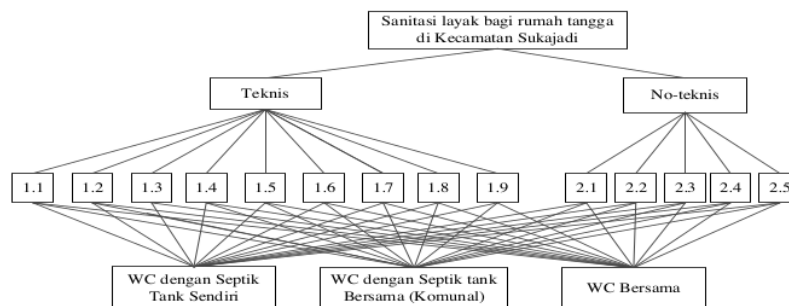 Sanitasi layak bagi rumah tangga
di Kecamatan Sukajadi
Teknis
No-teknis
1.1
1.2
1.3
1.4
1.5
1.6
1.7
1.8
1.9
2.1
2.2
2.3
2.4
2.5
WC dengan Septik
Tank Sendiri
WC dengan Septik tank
Bersama (Komunal)
WC Bersama